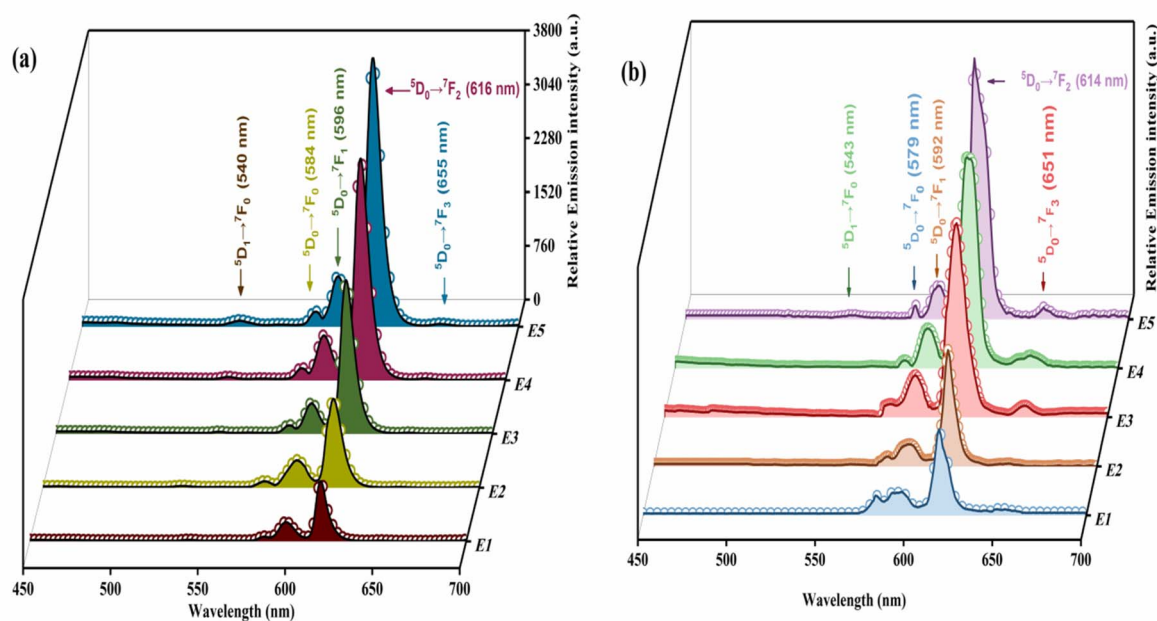 (a)
3800
3040
2280
1520
760
0
Relative Emission intensity (a.u.)
⁵D₁→⁷F₀ (540 nm)
⁵D₀→⁷F₀ (584 nm)
⁵D₀→⁷F₁ (596 nm)
⁵D₀→⁷F₂ (616 nm)
⁵D₀→⁷F₃ (655 nm)
E5
E4
E3
E2
E1
450 500 550 600 650 700
Wavelength (nm)
(b)
Relative Emission intensity (a.u.)
⁵D₁→⁷F₀ (543 nm)
⁵D₀→⁷F₀ (579 nm)
⁵D₀→⁷F₁ (592 nm)
⁵D₀→⁷F₂ (614 nm)
⁵D₀→⁷F₃ (651 nm)
E5
E4
E3
E2
E1
450 500 550 600 650 700
Wavelength (nm)